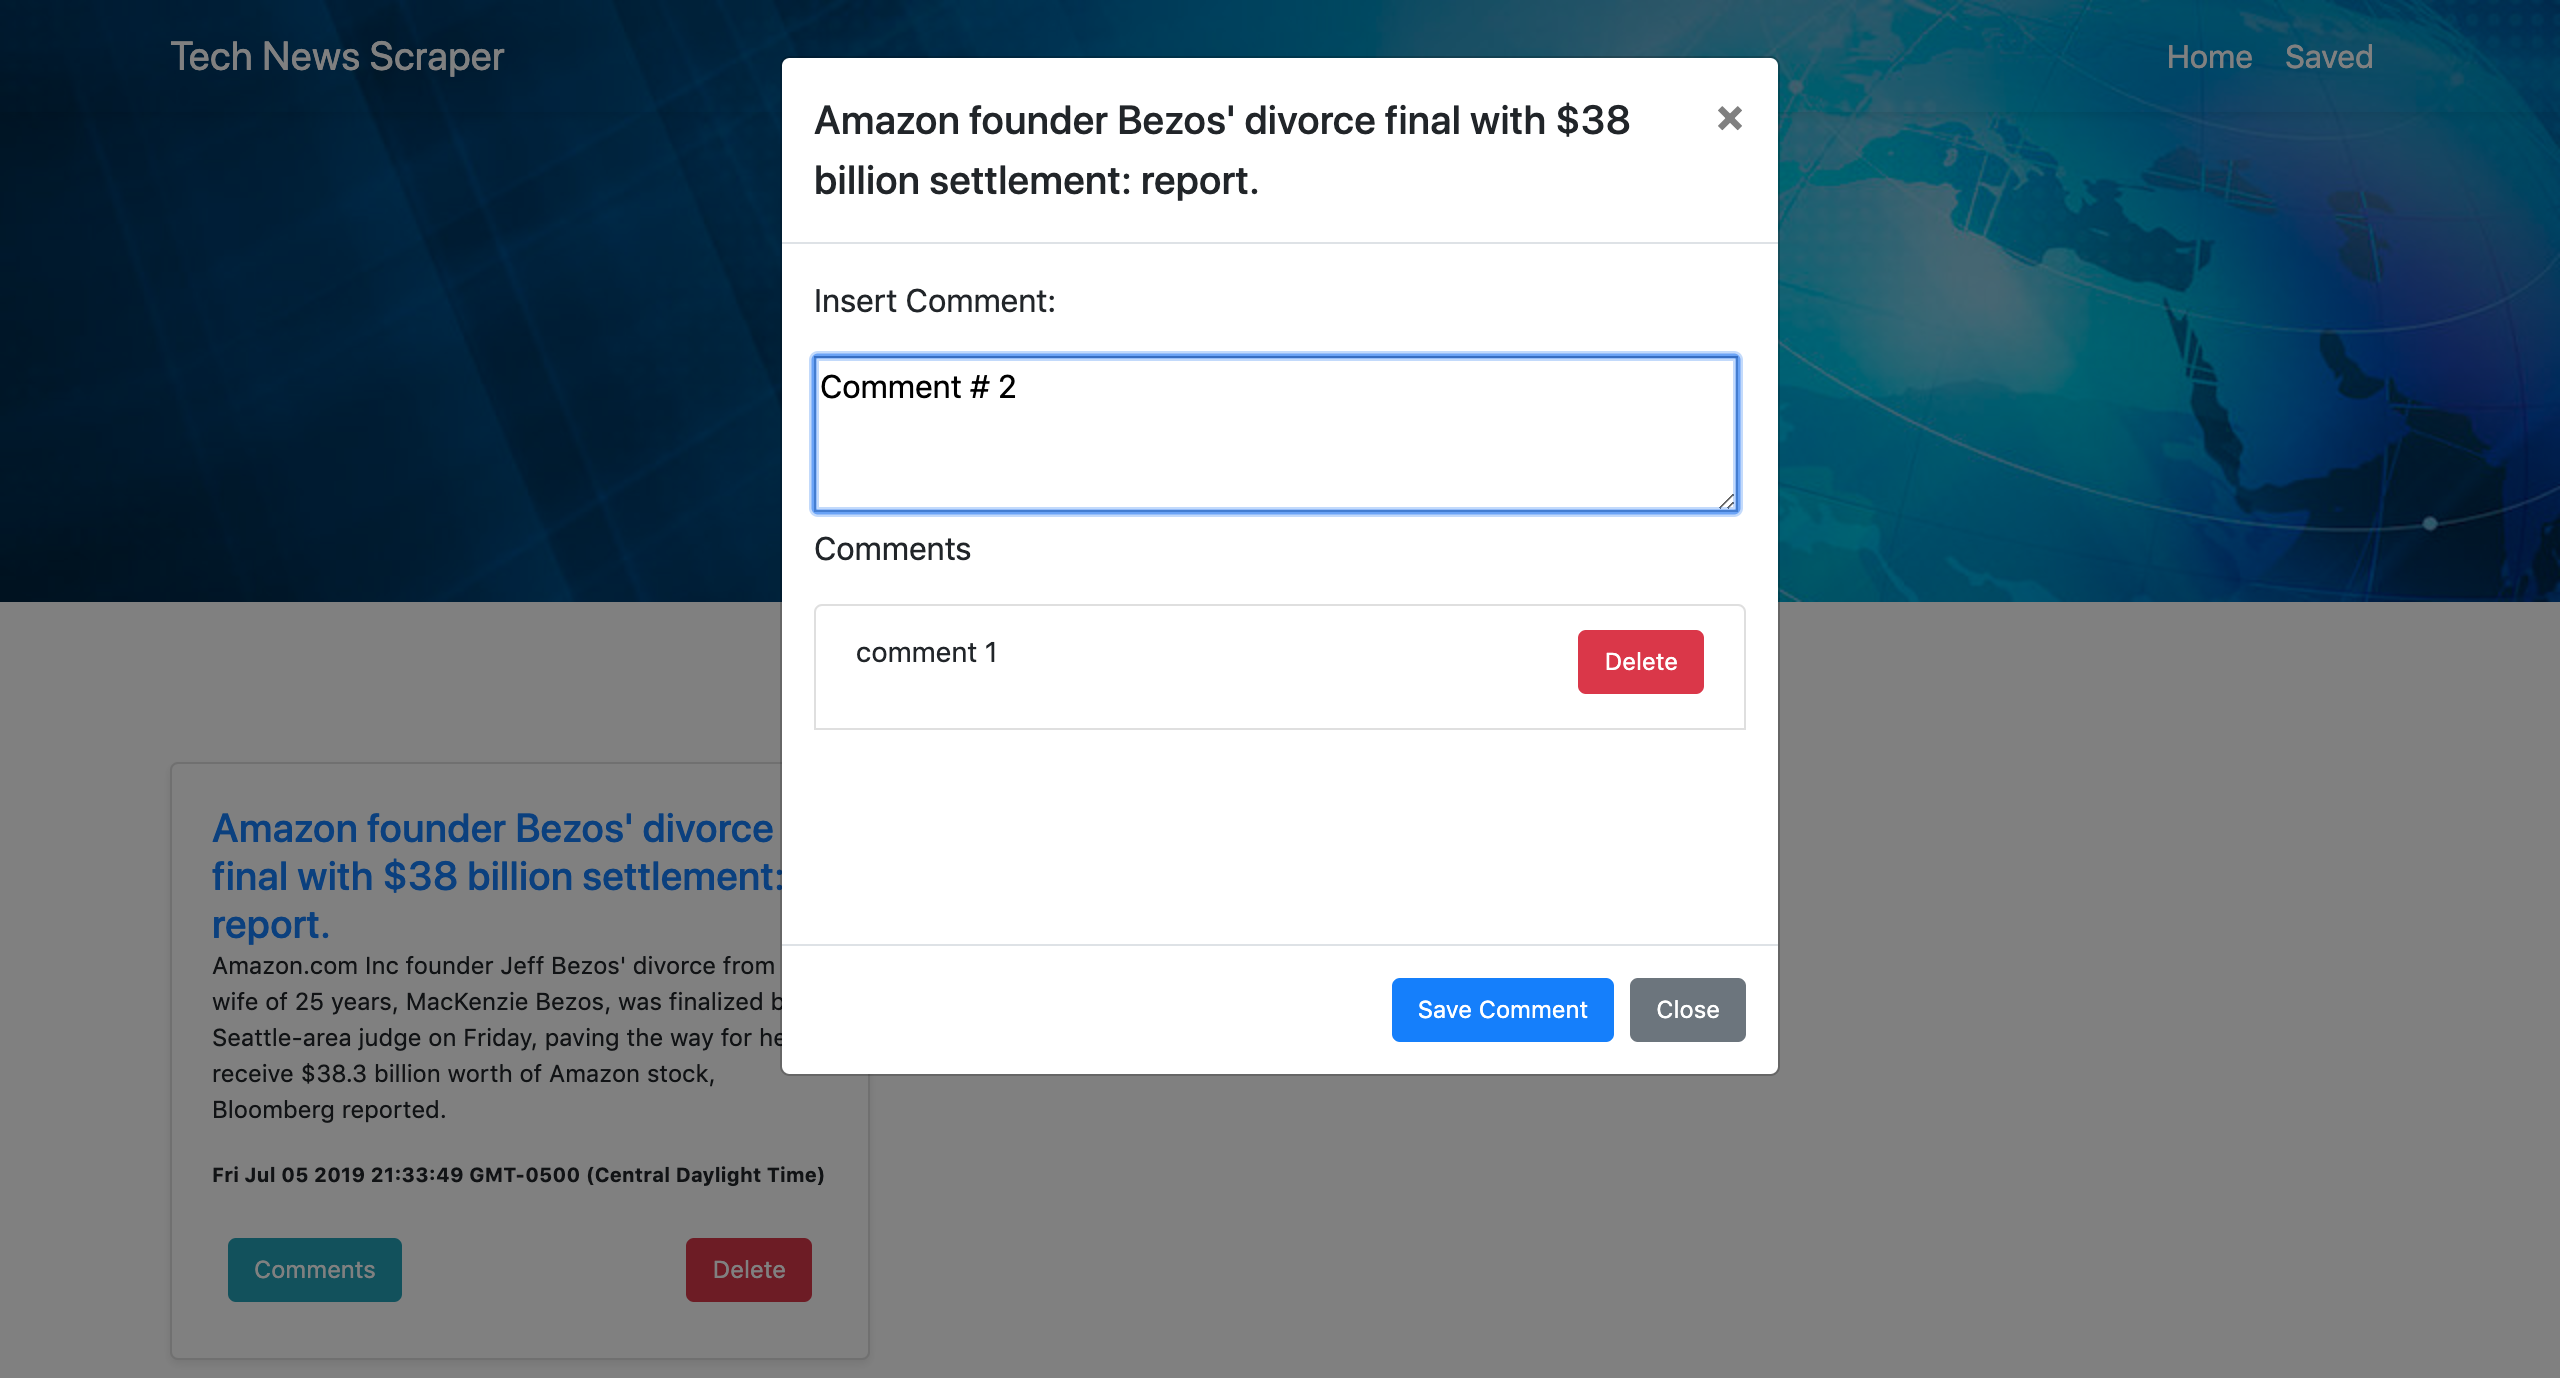 Tech News Scraper
Home
Saved
Amazon founder Bezos' divorce final with $38
billion settlement: report.
×
Insert Comment:
Comment # 2
Comments
comment 1
Delete
Save Comment
Close
Amazon founder Bezos' divorce
final with $38 billion settlement:
report.
Amazon.com Inc founder Jeff Bezos' divorce from
wife of 25 years, MacKenzie Bezos, was finalized
Seattle-area judge on Friday, paving the way for
receive $38.3 billion worth of Amazon stock,
Bloomberg reported.
Fri Jul 05 2019 21:33:49 GMT-0500 (Central Daylight Time)
Comments
Delete